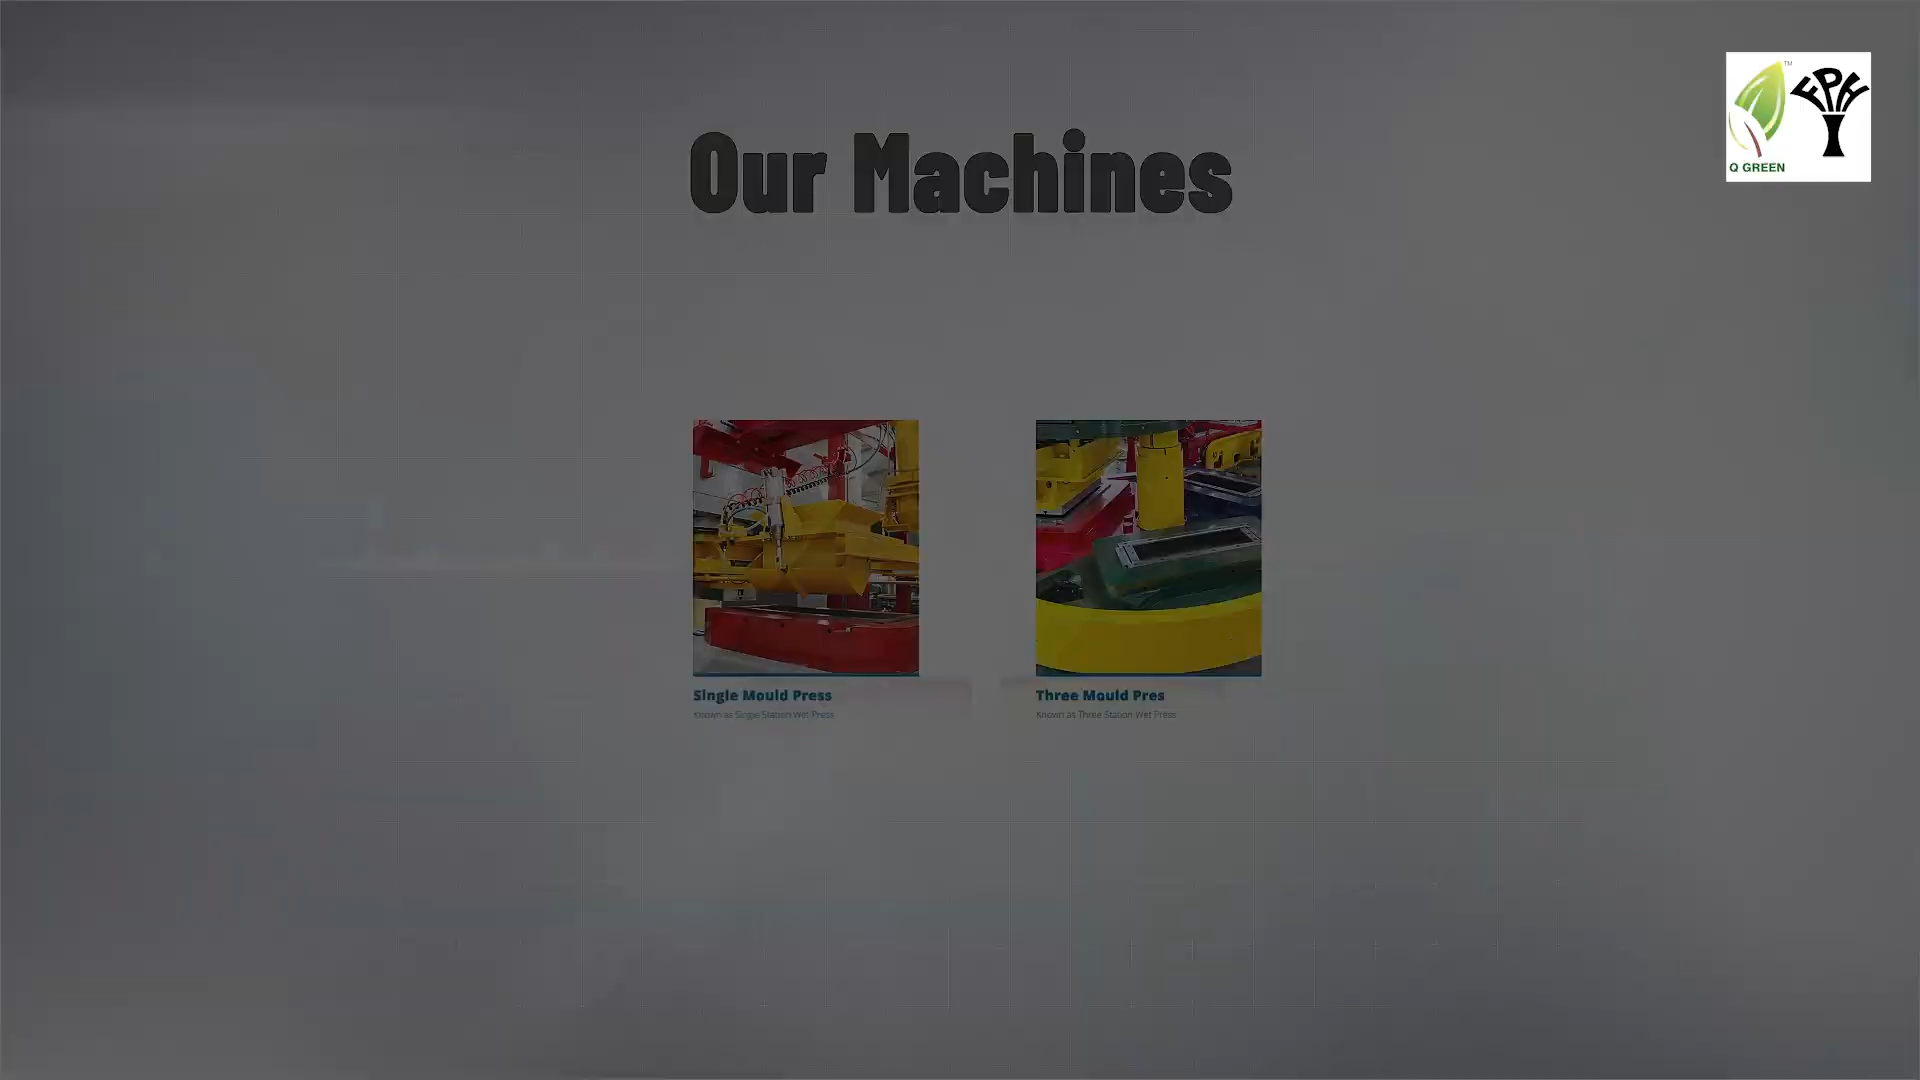 Our Machines
TM
EPH
Q GREEN
Single Mould Press
Known as Single Station Wet Press
Three Mould Pres
Known as Three Station Wet Press